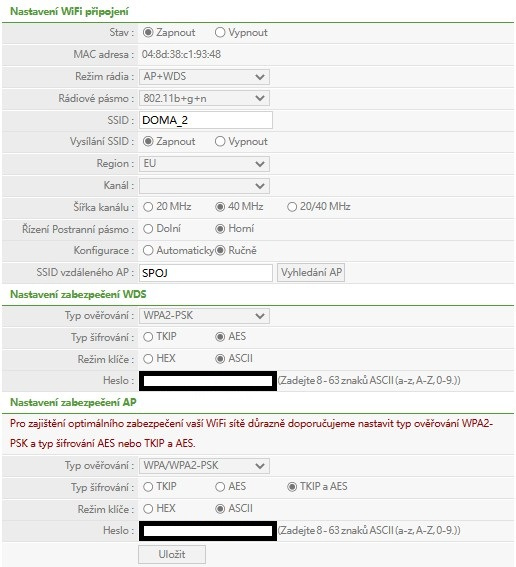 Nastavení WiFi připojení
Stav : Zapnout Vypnout
MAC adresa : 04:8d:38:c1:93:48
Režim rádia : AP+WDS
Rádiové pásmo : 802.11b+g+n
SSID : DOMA_2
Vysílání SSID : Zapnout Vypnout
Region : EU
Kanál :
Šířka kanálu : 20 MHz 40 MHz 20/40 MHz
Řízení Postranní pásmo : Dolní Horní
Konfigurace : Automaticky Ručně
SSID vzdáleného AP : SPOJ Vyhledání AP
Nastavení zabezpečení WDS
Typ ověřování : WPA2-PSK
Typ šifrování : TKIP AES
Režim klíče : HEX ASCII
Heslo : (Zadejte 8 - 63 znaků ASCII (a-z, A-Z, 0-9.))
Nastavení zabezpečení AP
Pro zajištění optimálního zabezpečení vaší WiFi sítě důrazně doporučujeme nastavit typ ověřování WPA2-
PSK a typ šifrování AES nebo TKIP a AES.
Typ ověřování : WPA/WPA2-PSK
Typ šifrování : TKIP AES TKIP a AES
Režim klíče : HEX ASCII
Heslo : (Zadejte 8 - 63 znaků ASCII (a-z, A-Z, 0-9.))
Uložit